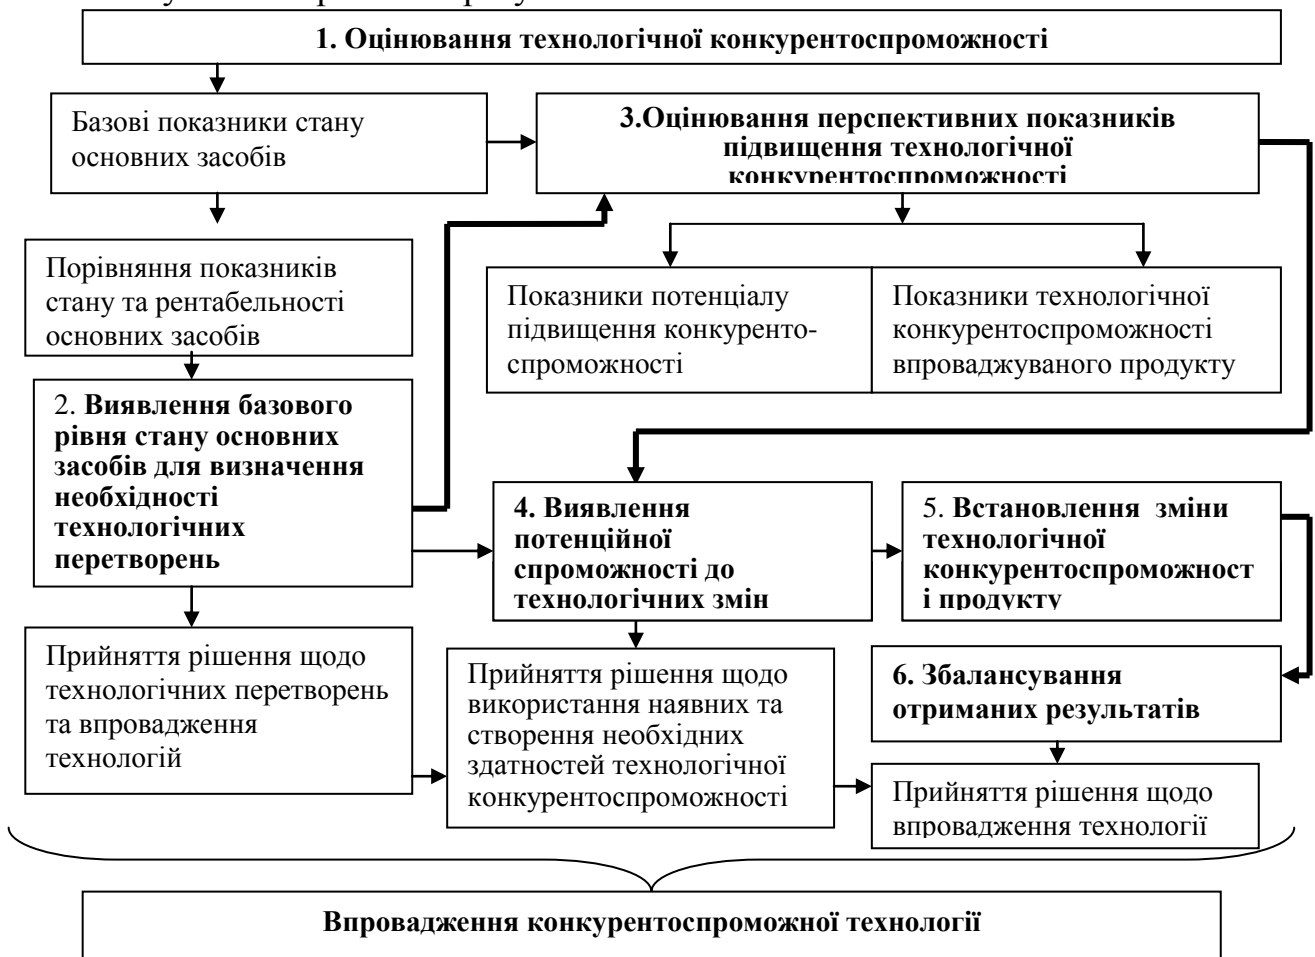 1. Оцінювання технологічної конкурентоспроможності
Базові показники стану
основних засобів
3.Оцінювання перспективних показників
підвищення технологічної
конкурентоспроможності
Порівняння показників
стану та рентабельності
основних засобів
Показники потенціалу
підвищення конкуренто-
спроможності
Показники технологічної
конкурентоспроможності
впроваджуваного продукту
2. Виявлення базового
рівня стану основних
засобів для визначення
необхідності
технологічних
перетворень
4. Виявлення
потенційної
спроможності до
технологічних змін
5. Встановлення зміни
технологічної
конкурентоспроможност
і продукту
Прийняття рішення щодо
технологічних перетворень
та впровадження
технологій
Прийняття рішення щодо
використання наявних та
створення необхідних
здатностей технологічної
конкурентоспроможності
6. Збалансування
отриманих результатів
Прийняття рішення щодо
впровадження технології
Впровадження конкурентоспроможної технології